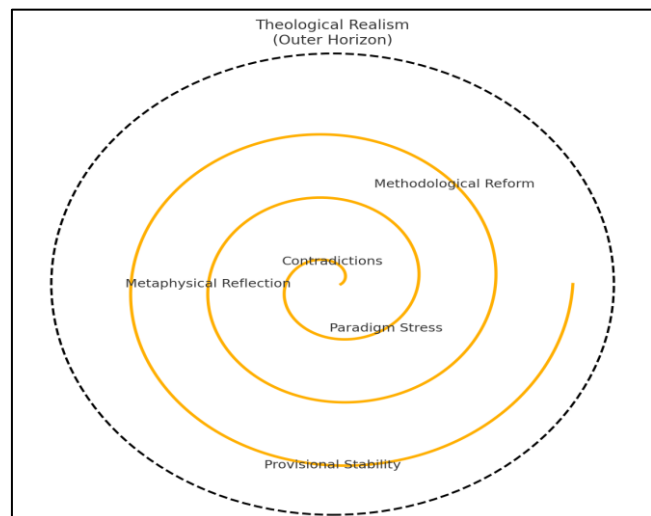 Theological Realism
(Outer Horizon)
Methodological Reform
Contradictions
Metaphysical Reflection
Paradigm Stress
Provisional Stability